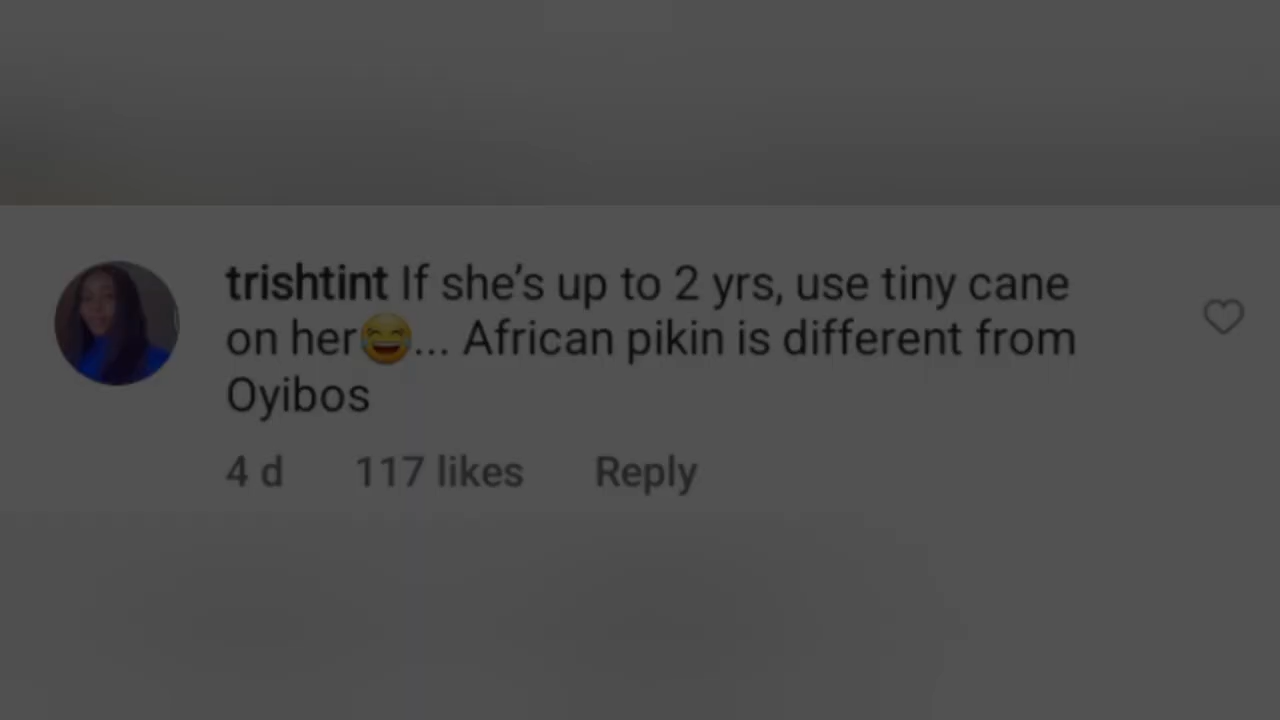 trishtint If she’s up to 2 yrs, use tiny cane
on her😅... African pikin is different from
Oyibos
4 d 117 likes Reply